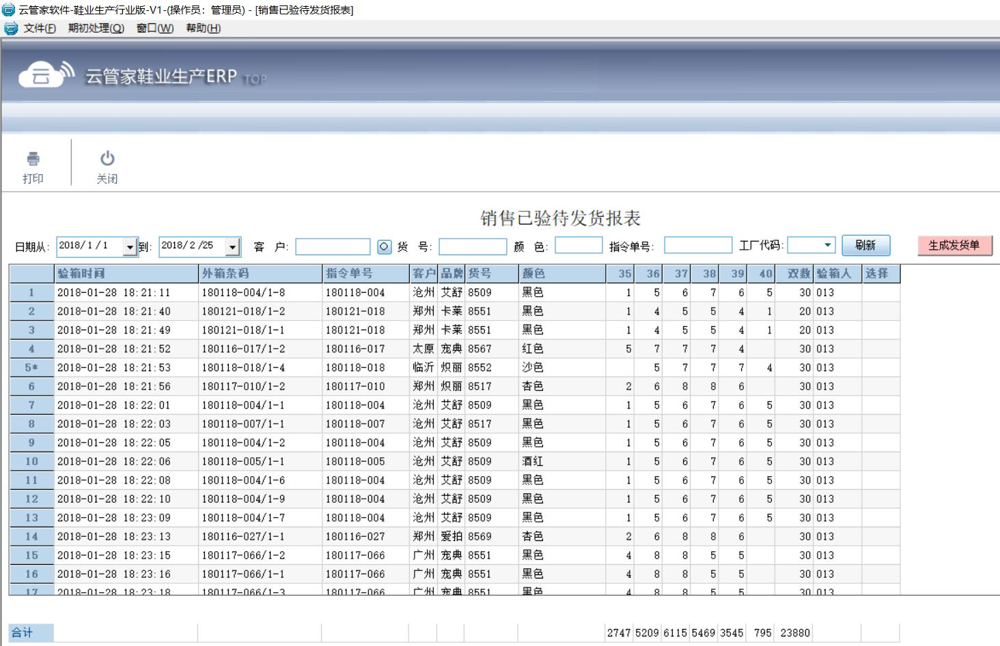 云管家软件-鞋业生产行业版-V1-(操作员：管理员) - [销售已验待发货报表]
文件(F) 期初处理(Q) 窗口(W) 帮助(H)
云管家鞋业生产ERP TOP
打印 关闭
销售已验待发货报表
日期从: 2018/ 1 / 1 到: 2018/ 2 /25 客 户: 货 号: 颜 色: 指令单号: 工厂代码: 刷新 生成发货单
验箱时间 外箱条码 指令单号 客户 品牌 货号 颜色 35 36 37 38 39 40 双数 验箱人 选择
1 2018-01-28 18:21:11 180118-004/1-8 180118-004 沧州 艾舒 8509 黑色 1 5 6 7 6 5 30 013
2 2018-01-28 18:21:40 180121-018/1-2 180121-018 郑州 卡莱 8551 黑色 1 4 5 5 4 1 20 013
3 2018-01-28 18:21:49 180121-018/1-1 180121-018 郑州 卡莱 8551 黑色 1 4 5 5 4 1 20 013
4 2018-01-28 18:21:52 180116-017/1-2 180116-017 太原 宠典 8567 红色 5 7 7 7 4 30 013
5* 2018-01-28 18:21:53 180118-018/1-4 180118-018 临沂 炽丽 8552 沙色 5 7 7 7 4 30 013
6 2018-01-28 18:21:56 180117-010/1-2 180117-010 郑州 炽丽 8517 杏色 2 6 8 8 6 30 013
7 2018-01-28 18:22:01 180118-004/1-1 180118-004 沧州 艾舒 8509 黑色 1 5 6 7 6 5 30 013
8 2018-01-28 18:22:03 180118-007/1-1 180118-007 沧州 艾舒 8517 黑色 1 5 6 7 6 5 30 013
9 2018-01-28 18:22:05 180118-004/1-2 180118-004 沧州 艾舒 8509 黑色 1 5 6 7 6 5 30 013
10 2018-01-28 18:22:06 180118-005/1-1 180118-005 沧州 艾舒 8509 酒红 1 5 6 7 6 5 30 013
11 2018-01-28 18:22:08 180118-004/1-6 180118-004 沧州 艾舒 8509 黑色 1 5 6 7 6 5 30 013
12 2018-01-28 18:22:10 180118-004/1-9 180118-004 沧州 艾舒 8509 黑色 1 5 6 7 6 5 30 013
13 2018-01-28 18:23:09 180118-004/1-7 180118-004 沧州 艾舒 8509 黑色 1 5 6 7 6 5 30 013
14 2018-01-28 18:23:13 180116-027/1-1 180116-027 郑州 爱拍 8569 杏色 2 6 8 8 6 30 013
15 2018-01-28 18:23:15 180117-066/1-2 180117-066 广州 宠典 8551 黑色 4 8 8 5 5 30 013
16 2018-01-28 18:23:16 180117-066/1-1 180117-066 广州 宠典 8551 黑色 4 8 8 5 5 30 013
17 2018-01-28 18:23:18 180117-066/1-3 180117-066 广州 宠典 8551 黑色 4 8 8 5 5 30 013
合计 2747 5209 6115 5469 3545 795 23880